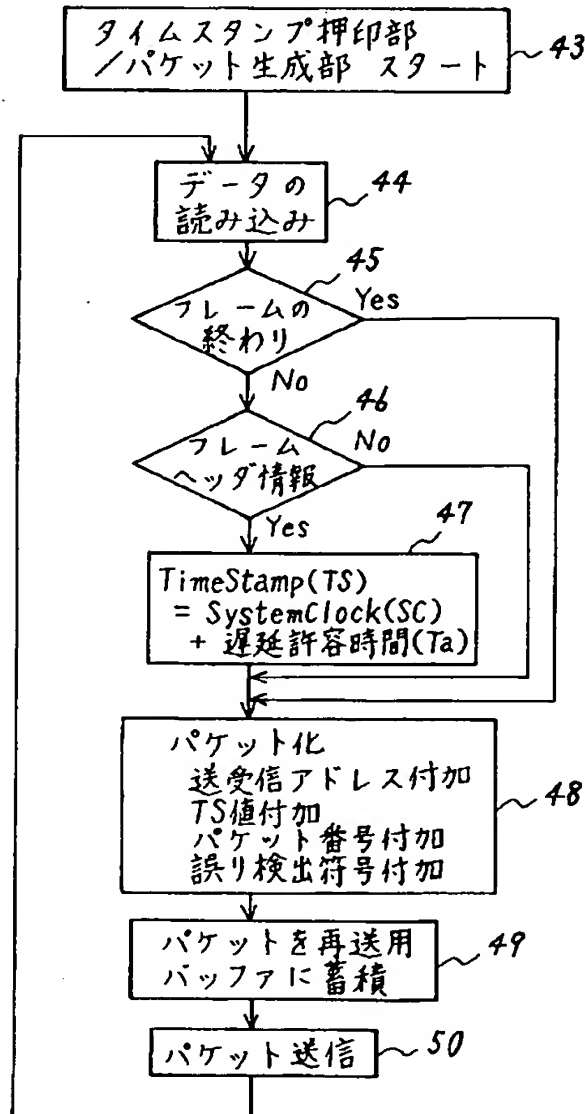 タイムスタンプ押印部
/パケット生成部 スタート
43
データの
読み込み
44
45
フレームの
終わり
Yes
No
46
フレーム
ヘッダ情報
No
Yes
47
TimeStamp(TS)
= SystemClock(SC)
+ 遅延許容時間(Ta)
パケット化
送受信アドレス付加
TS値付加
パケット番号付加
誤り検出符号付加
48
パケットを再送用
バッファに蓄積
49
パケット送信
50